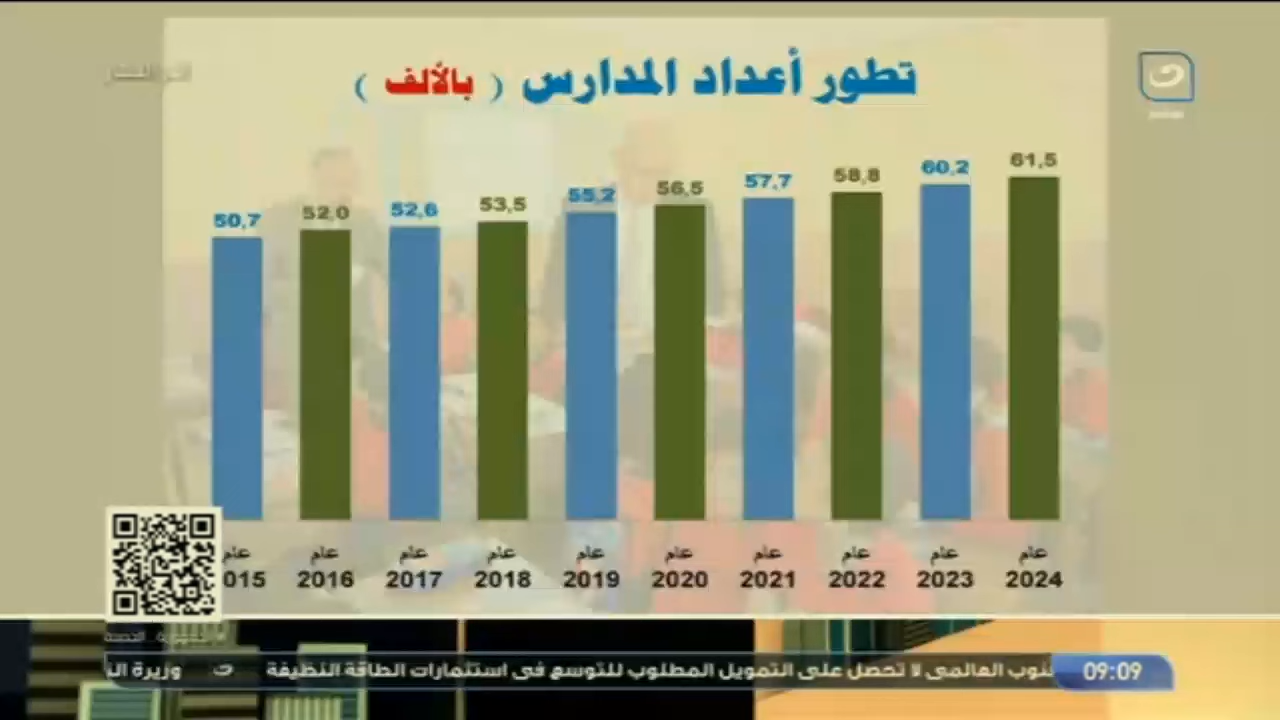 تطور أعداد المدارس ( بالألف )
50,7 52,0 52,6 53,5 55,2 56,5 57,7 58,8 60,2 61,5
عام عام عام عام عام عام عام عام عام عام
015 2016 2017 2018 2019 2020 2021 2022 2023 2024
09:09 لا تحصل على التمويل المطلوب للتوسع فى استثمارات الطاقة النظيفة وزيرة